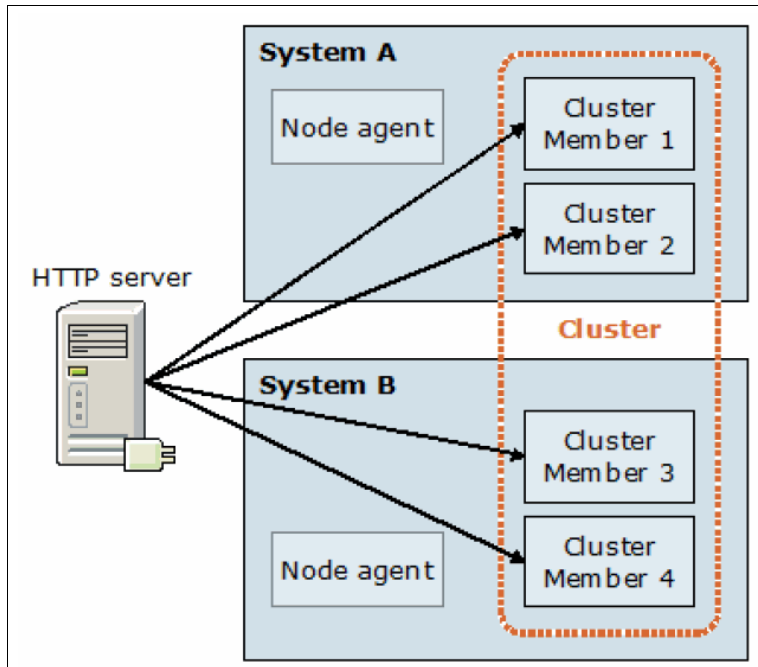 System A
Node agent
Cluster
Member 1
Cluster
Member 2
HTTP server
Cluster
System B
Cluster
Member 3
Node agent
Cluster
Member 4